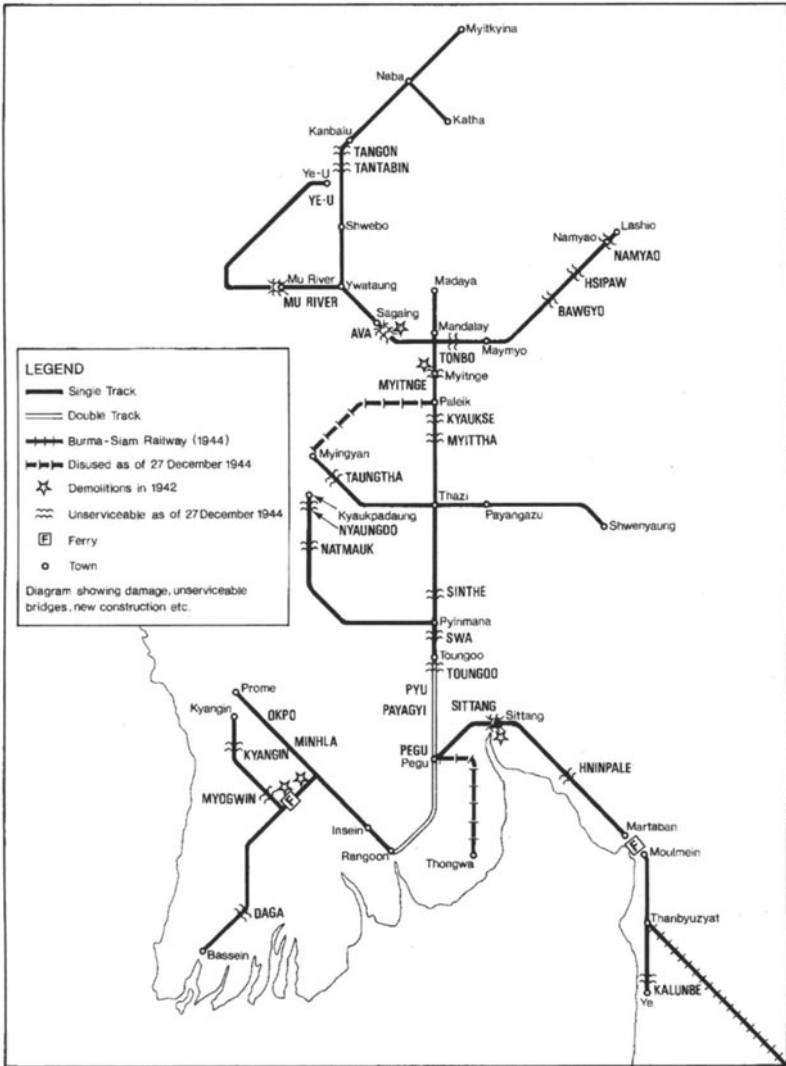 Myitkyina
Naba
Katha
Kanbalu
TANGON
TANTABIN
Ye-U
YE-U
Shwebo
Lashio
Namyao
NAMYAO
HSIPAW
BAWGYO
Mu River
MU RIVER
Ywataung
Madaya
Sagaing
AVA
Mandalay
TONBO
Maymyo
MYITNGE
Myitnge
Paleik
KYAUKSE
MYITTHA
Myingyan
TAUNGTHA
Thazi
Payangazu
Shwenyaung
Kyaukpadaung
NYAUNGDO
NATMAUK
SINTHE
Pyinmana
SWA
Toungoo
TOUNGOO
LEGEND
Single Track
Double Track
Burma-Siam Railway (1944)
Disused as of 27 December 1944
Demolitions in 1942
Unserviceable as of 27 December 1944
F Ferry
Town
Diagram showing damage, unserviceable
bridges, new construction etc.
PYU
PAYAGYI
Prome
Kyangin
OKPO
MINHLA
KYANGIN
MYOGWIN
F
SITTANG
Sittang
PEGU
Pegu
HNINPALE
Insein
Rangoon
Thongwa
Martaban
F
Moulmein
DAGA
Bassein
Thanbyuzyat
KALUNBE
Ye